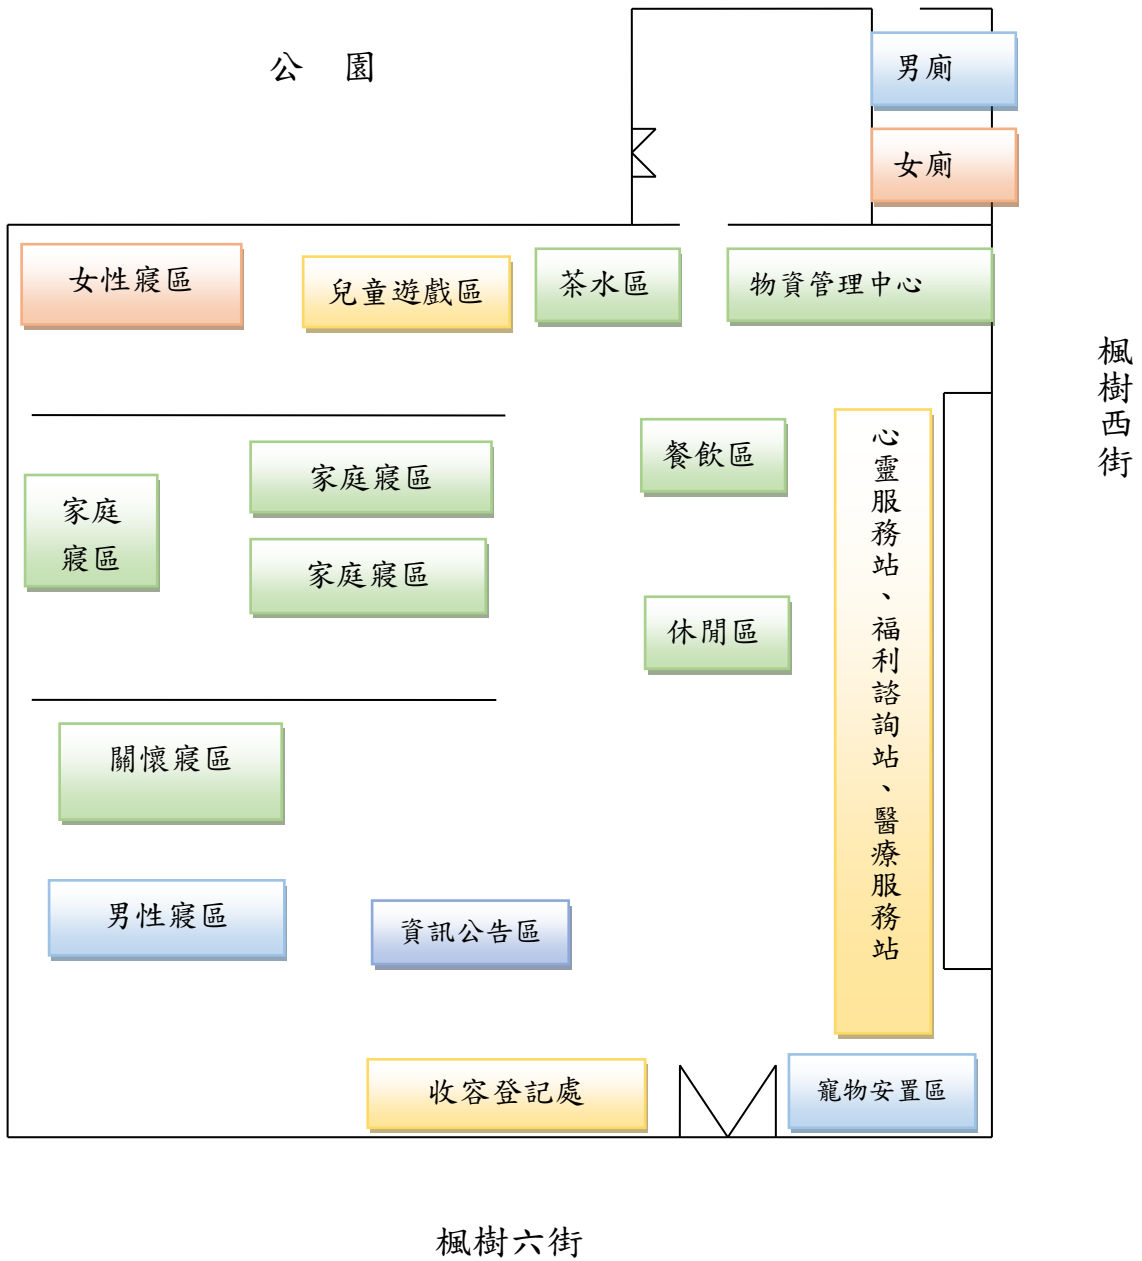 公　園
男廁
女廁
女性寢區
兒童遊戲區
茶水區
物資管理中心
楓樹西街
餐飲區
心靈服務站、福利諮詢站、醫療服務站
家庭寢區
家庭
寢區
家庭寢區
休閒區
關懷寢區
男性寢區
資訊公告區
收容登記處
寵物安置區
楓樹六街